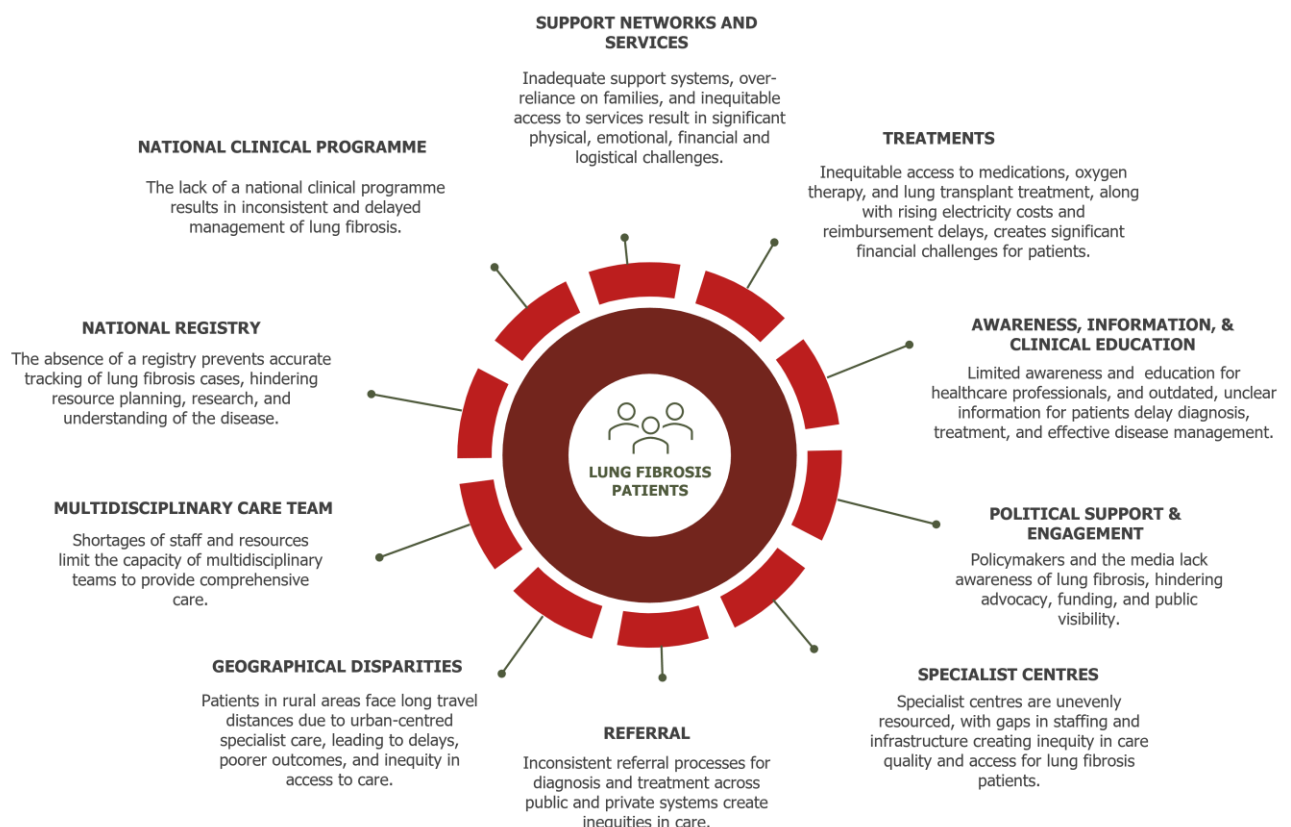 SUPPORT NETWORKS AND
SERVICES
Inadequate support systems, over-
reliance on families, and inequitable
access to services result in significant
physical, emotional, financial and
logistical challenges.
TREATMENTS
Inequitable access to medications, oxygen
therapy, and lung transplant treatment, along
with rising electricity costs and
reimbursement delays, creates significant
financial challenges for patients.
AWARENESS, INFORMATION, &
CLINICAL EDUCATION
Limited awareness and education for
healthcare professionals, and outdated, unclear
information for patients delay diagnosis,
treatment, and effective disease management.
POLITICAL SUPPORT &
ENGAGEMENT
Policymakers and the media lack
awareness of lung fibrosis, hindering
advocacy, funding, and public
visibility.
SPECIALIST CENTRES
Specialist centres are unevenly
resourced, with gaps in staffing and
infrastructure creating inequity in care
quality and access for lung fibrosis
patients.
REFERRAL
Inconsistent referral processes for
diagnosis and treatment across
public and private systems create
inequities in care.
GEOGRAPHICAL DISPARITIES
Patients in rural areas face long travel
distances due to urban-centred
specialist care, leading to delays,
poorer outcomes, and inequity in
access to care.
MULTIDISCIPLINARY CARE TEAM
Shortages of staff and resources
limit the capacity of multidisciplinary
teams to provide comprehensive
care.
NATIONAL REGISTRY
The absence of a registry prevents accurate
tracking of lung fibrosis cases, hindering
resource planning, research, and
understanding of the disease.
NATIONAL CLINICAL PROGRAMME
The lack of a national clinical programme
results in inconsistent and delayed
management of lung fibrosis.
LUNG FIBROSIS
PATIENTS